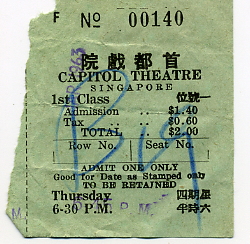 F No 00140
院戲都首
CAPITOL THEATRE
SINGAPORE
1st Class 位號一
Admission .. $1.40
Tax .. .. $0.60
TOTAL $2.00
Row No. Seat No.
ADMIT ONE ONLY
Good for Date as Stamped only
TO BE RETAINED
Thursday 四期星
6-30 P.M. 半時六